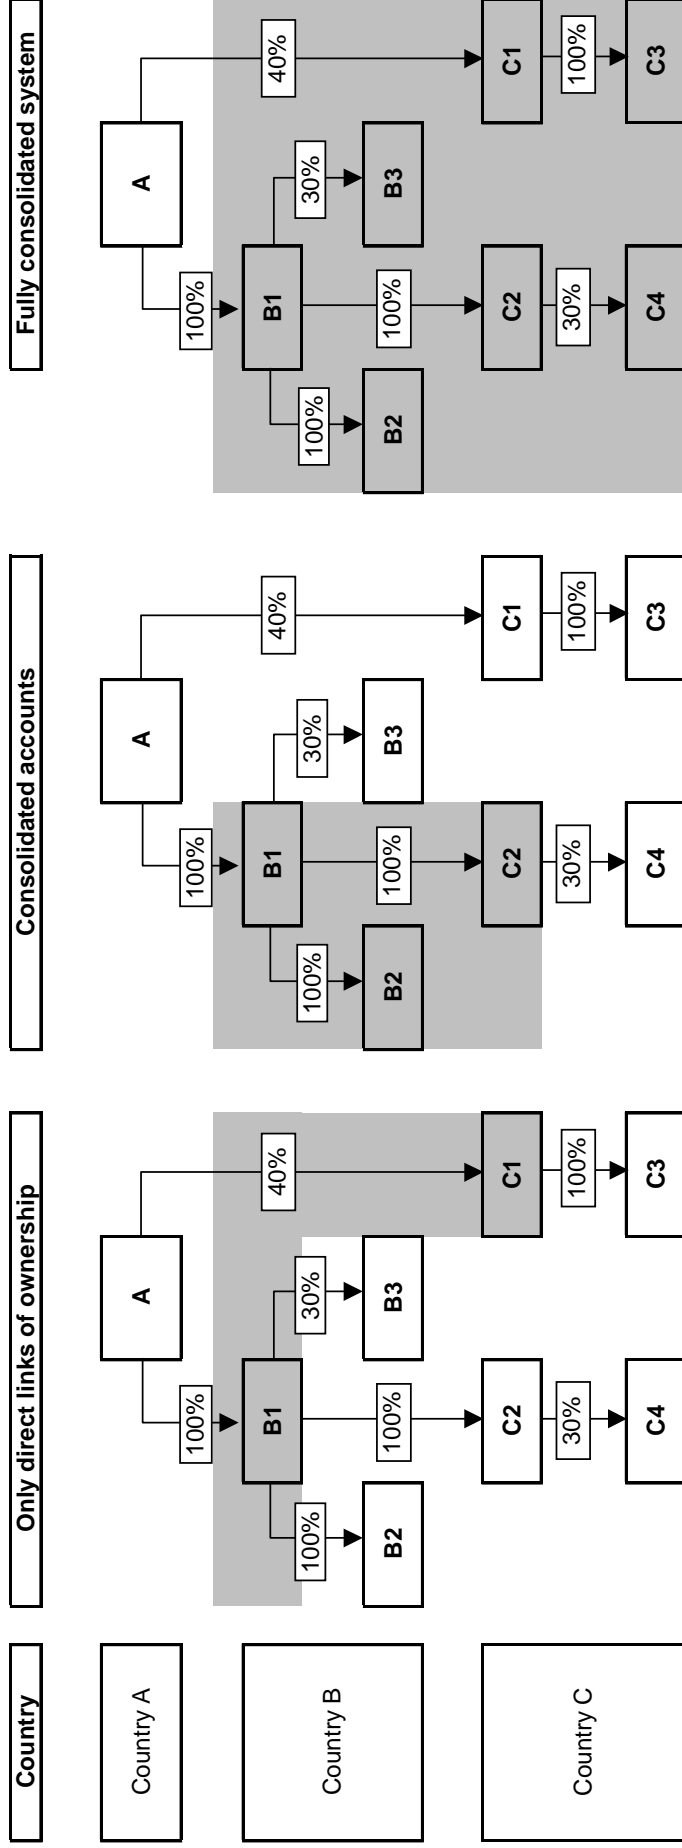 Country
Only direct links of ownership
Consolidated accounts
Fully consolidated system
Country A
A
A
A
100%
100%
100%
Country B
B1
40%
B1
40%
B1
40%
100%
30%
100%
30%
100%
30%
B2
100%
B3
B2
100%
B3
B2
100%
B3
Country C
C2
C1
C2
C1
C2
C1
30%
100%
30%
100%
30%
100%
C4
C3
C4
C3
C4
C3